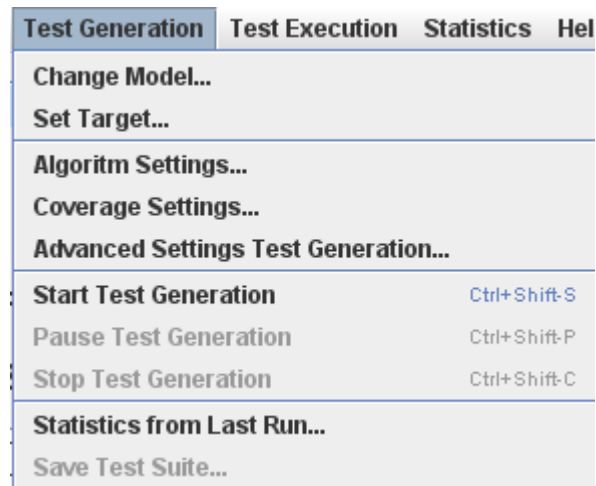 Test Generation Test Execution Statistics Hel
Change Model...
Set Target...
Algoritm Settings...
Coverage Settings...
Advanced Settings Test Generation...
Start Test Generation Ctrl+Shift-S
Pause Test Generation Ctrl+Shift-P
Stop Test Generation Ctrl+Shift-C
Statistics from Last Run...
Save Test Suite...